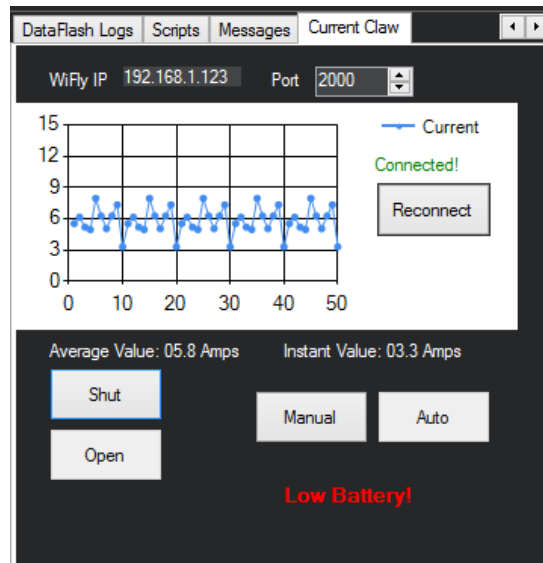 DataFlash Logs Scripts Messages Current Claw
WiFly IP 192.168.1.123 Port 2000
15
12
9
6
3
0
0 10 20 30 40 50
Current
Connected!
Reconnect
Average Value: 05.8 Amps Instant Value: 03.3 Amps
Shut
Manual Auto
Open
Low Battery!